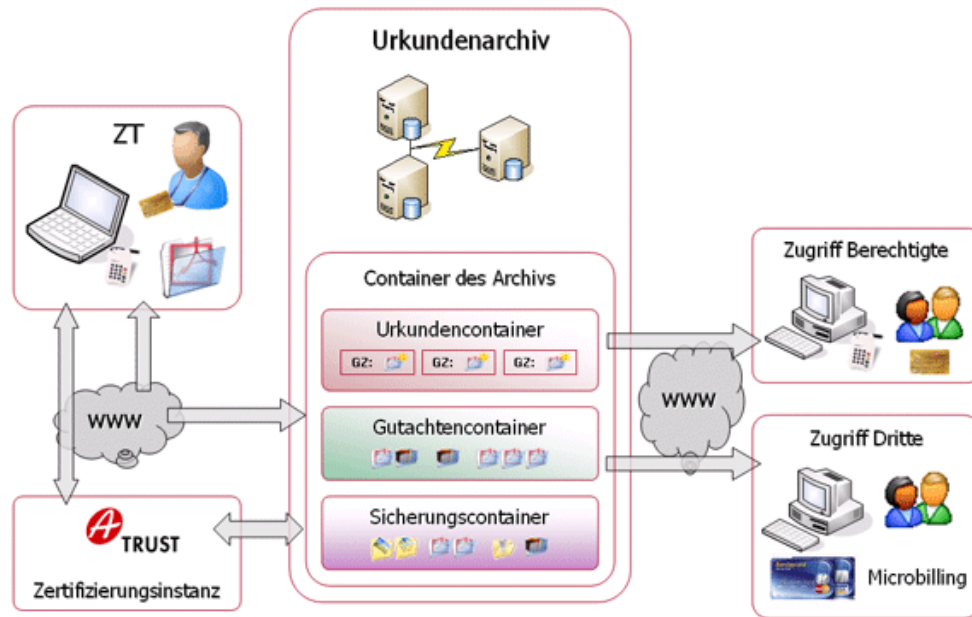 Urkundenarchiv
ZT
WWW
A
TRUST
Zertifizierungsinstanz
Container des Archivs
Urkundencontainer
GZ: GZ: GZ:
Gutachtencontainer
Sicherungscontainer
WWW
Zugriff Berechtigte
Zugriff Dritte
Microbilling